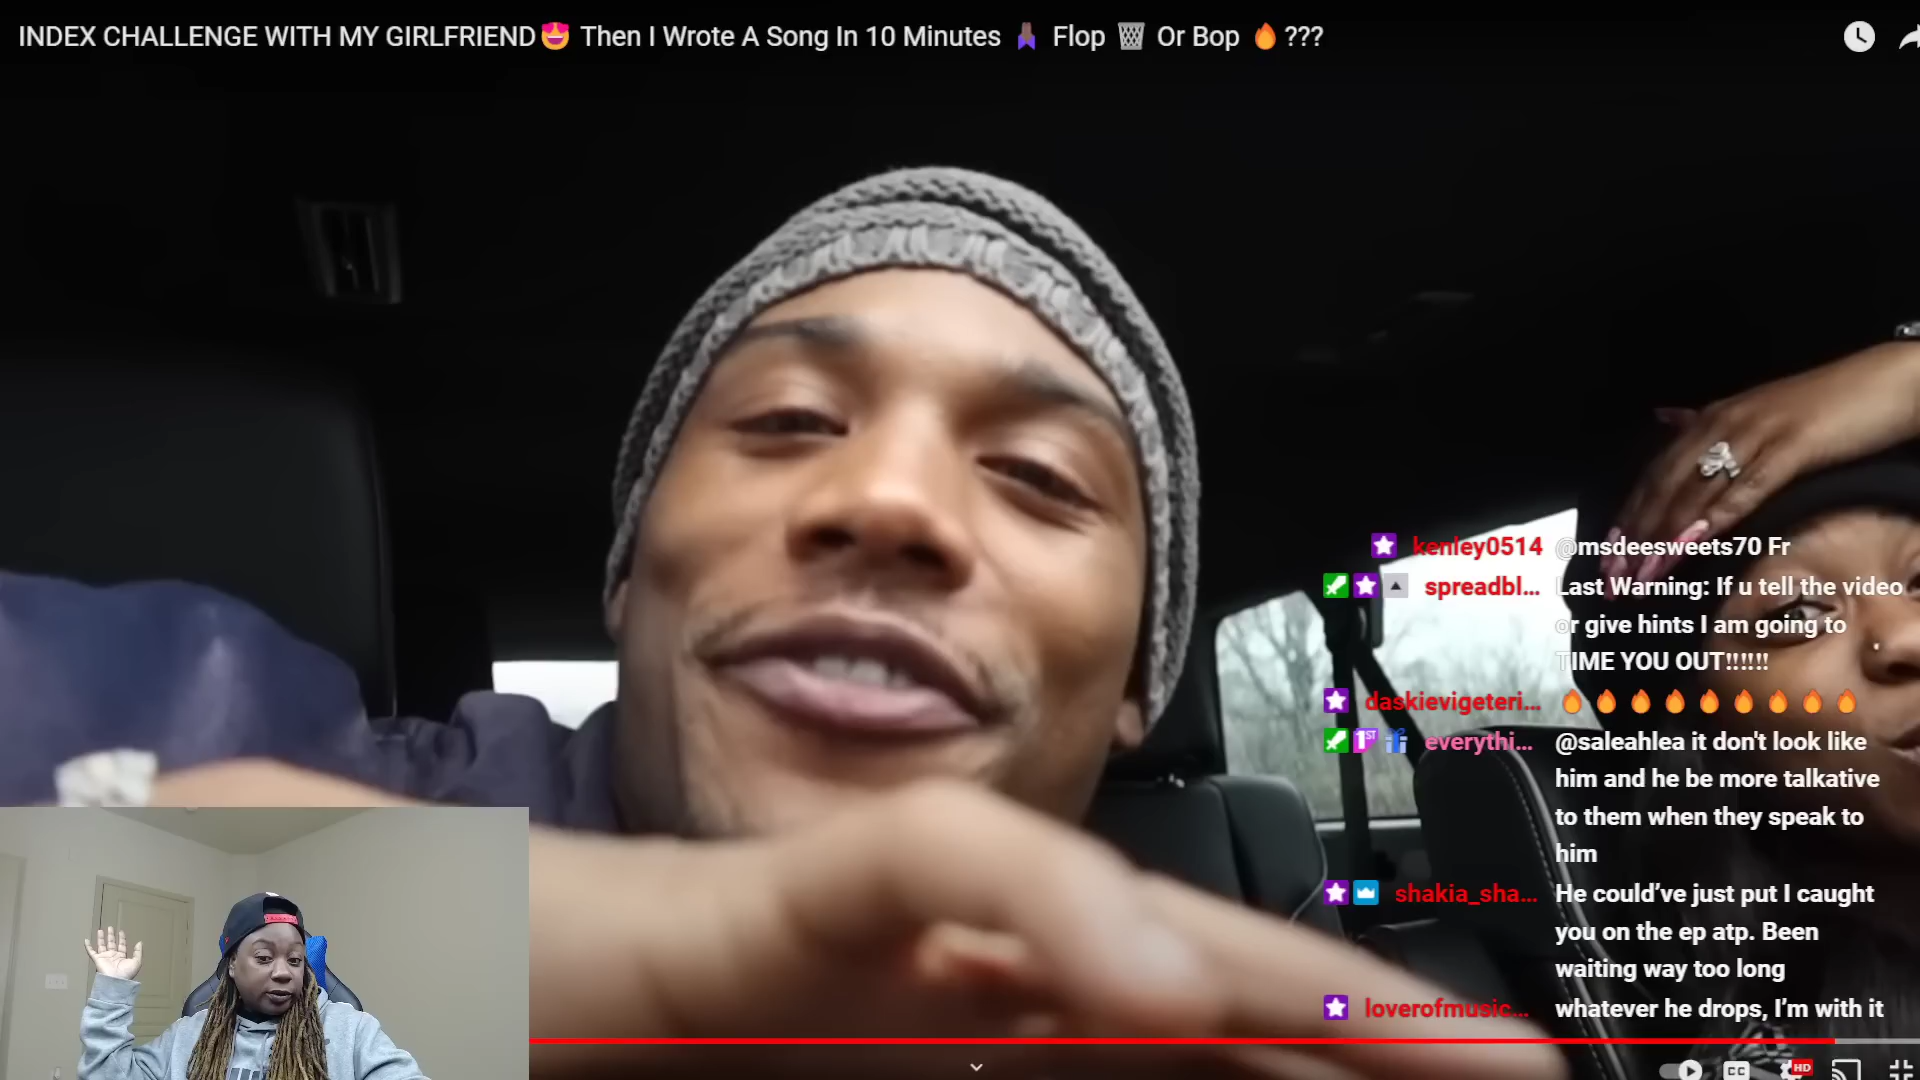 INDEX CHALLENGE WITH MY GIRLFRIEND😍 Then I Wrote A Song In 10 Minutes 🧘🏾‍♀️ Flop 🗑️ Or Bop 🔥???
kenley0514 @msdeesweets70 Fr
spreadbl... Last Warning: If u tell the video
or give hints I am going to
TIME YOU OUT!!!!!!
daskievigeteri... 🔥🔥🔥🔥🔥🔥🔥🔥🔥
1ST everythi... @saleahlea it don't look like
him and he be more talkative
to them when they speak to
him
shakia_sha... He could’ve just put I caught
you on the ep atp. Been
waiting way too long
loverofmusic... whatever he drops, I’m with it
CC HD